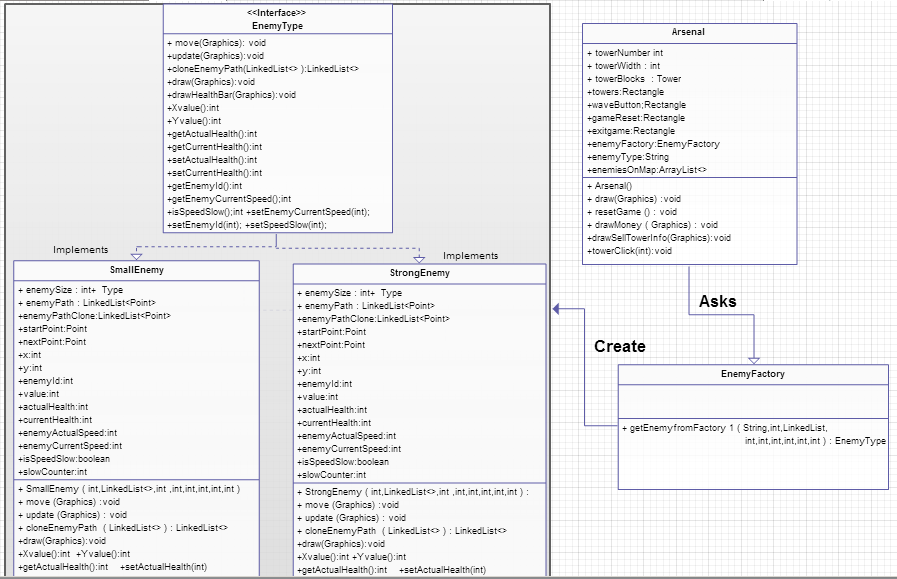 <<Interface>>
EnemyType
+ move(Graphics): void
+update(Graphics):void
+cloneEnemyPath(LinkedList<> ):LinkedList<>
+draw(Graphics):void
+drawHealthBar(Graphics):void
+Xvalue():int
+Yvalue():int
+getActualHealth():int
+getCurrentHealth():int
+setActualHealth():int
+setCurrentHealth():int
+getEnemyId():int
+getEnemyCurrentSpeed();int
+isSpeedSlow();int +setEnemyCurrentSpeed(int);
+setEnemyId(int); +setSpeedSlow(int);
Implements
Implements
SmallEnemy
+ enemySize : int+ Type
+ enemyPath : LinkedList<Point>
+enemyPathClone:LinkedList<Point>
+startPoint:Point
+nextPoint:Point
+x:int
+y:int
+enemyId:int
+value:int
+actualHealth:int
+currentHealth:int
+enemyActualSpeed:int
+enemyCurrentSpeed:int
+isSpeedSlow:boolean
+slowCounter:int
+ SmallEnemy ( int,LinkedList<>,int ,int,int,int,int,int )
+ move (Graphics) :void
+ update (Graphics) : void
+ cloneEnemyPath ( LinkedList<> ) : LinkedList<>
+draw(Graphics):void
+Xvalue():int +Yvalue():int
+getActualHealth():int +setActualHealth(int)
StrongEnemy
+ enemySize : int+ Type
+ enemyPath : LinkedList<Point>
+enemyPathClone:LinkedList<Point>
+startPoint:Point
+nextPoint:Point
+x:int
+y:int
+enemyId:int
+value:int
+actualHealth:int
+currentHealth:int
+enemyActualSpeed:int
+enemyCurrentSpeed:int
+isSpeedSlow:boolean
+slowCounter:int
+ StrongEnemy ( int,LinkedList<>,int ,int,int,int,int,int ) :
+ move (Graphics) :void
+ update (Graphics) : void
+ cloneEnemyPath ( LinkedList<> ) : LinkedList<>
+draw(Graphics):void
+Xvalue():int +Yvalue():int
+getActualHealth():int +setActualHealth(int)
Arsenal
+ towerNumber int
+ towerWidth : int
+ towerBlocks : Tower
+towers:Rectangle
+waveButton;Rectangle
+gameReset:Rectangle
+exitgame:Rectangle
+enemyFactory:EnemyFactory
+enemyType:String
+enemiesOnMap:ArrayList<>
+ Arsenal()
+ draw(Graphics) : void
+ resetGame () : void
+ drawMoney ( Graphics) : void
+drawSellTowerInfo(Graphics):void
+towerClick(int):void
Asks
Create
EnemyFactory
+ getEnemyfromFactory 1 ( String,int,LinkedList,
int,int,int,int,int,int ) : EnemyType